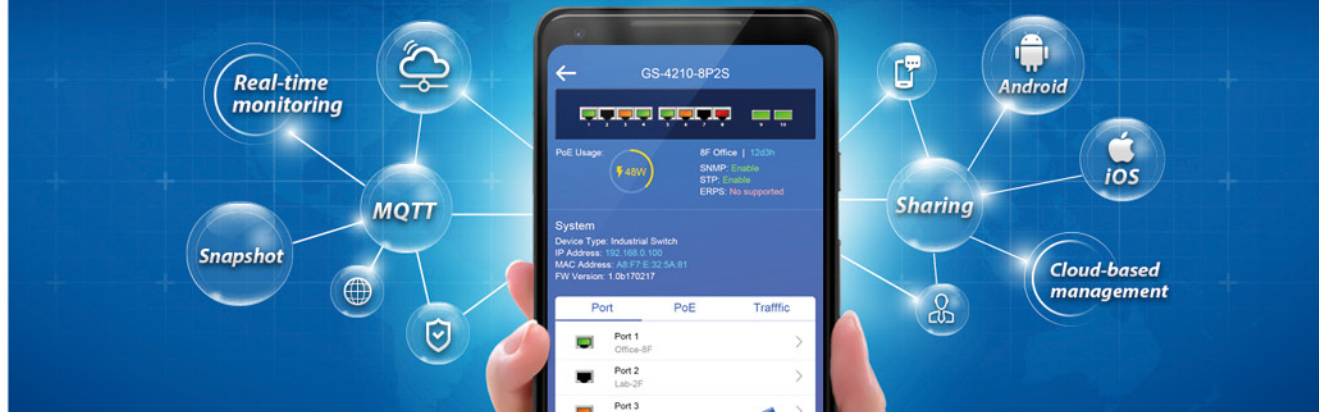 Real-time
monitoring
MQTT
Snapshot
GS-4210-8P2S
1 2 3 4 5 6 7 8 9 10
PoE Usage:
48W
8F Office | 12d3h
SNMP: Enable
STP: Enable
ERPS: No supported
System
Device Type: Industrial Switch
IP Address: 192.168.0.100
MAC Address: A8:F7:E:32:5A:81
FW Version: 1.0b170217
Port PoE Trafffic
Port 1
Office-8F
Port 2
Lab-2F
Port 3
Android
iOS
Sharing
Cloud-based
management